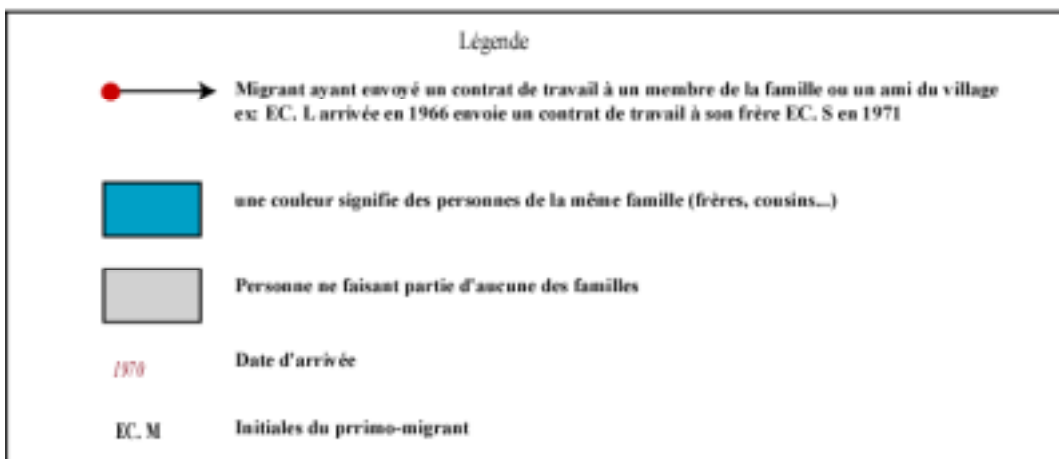 Légende
Migrant ayant envoyé un contrat de travail à un membre de la famille ou un ami du village
ex: EC. L arrivée en 1966 envoie un contrat de travail à son frère EC. S en 1971
une couleur signifie des personnes de la même famille (frères, cousins...)
Personne ne faisant partie d'aucune des familles
1970 Date d'arrivée
EC. M Initiales du prrimo-migrant